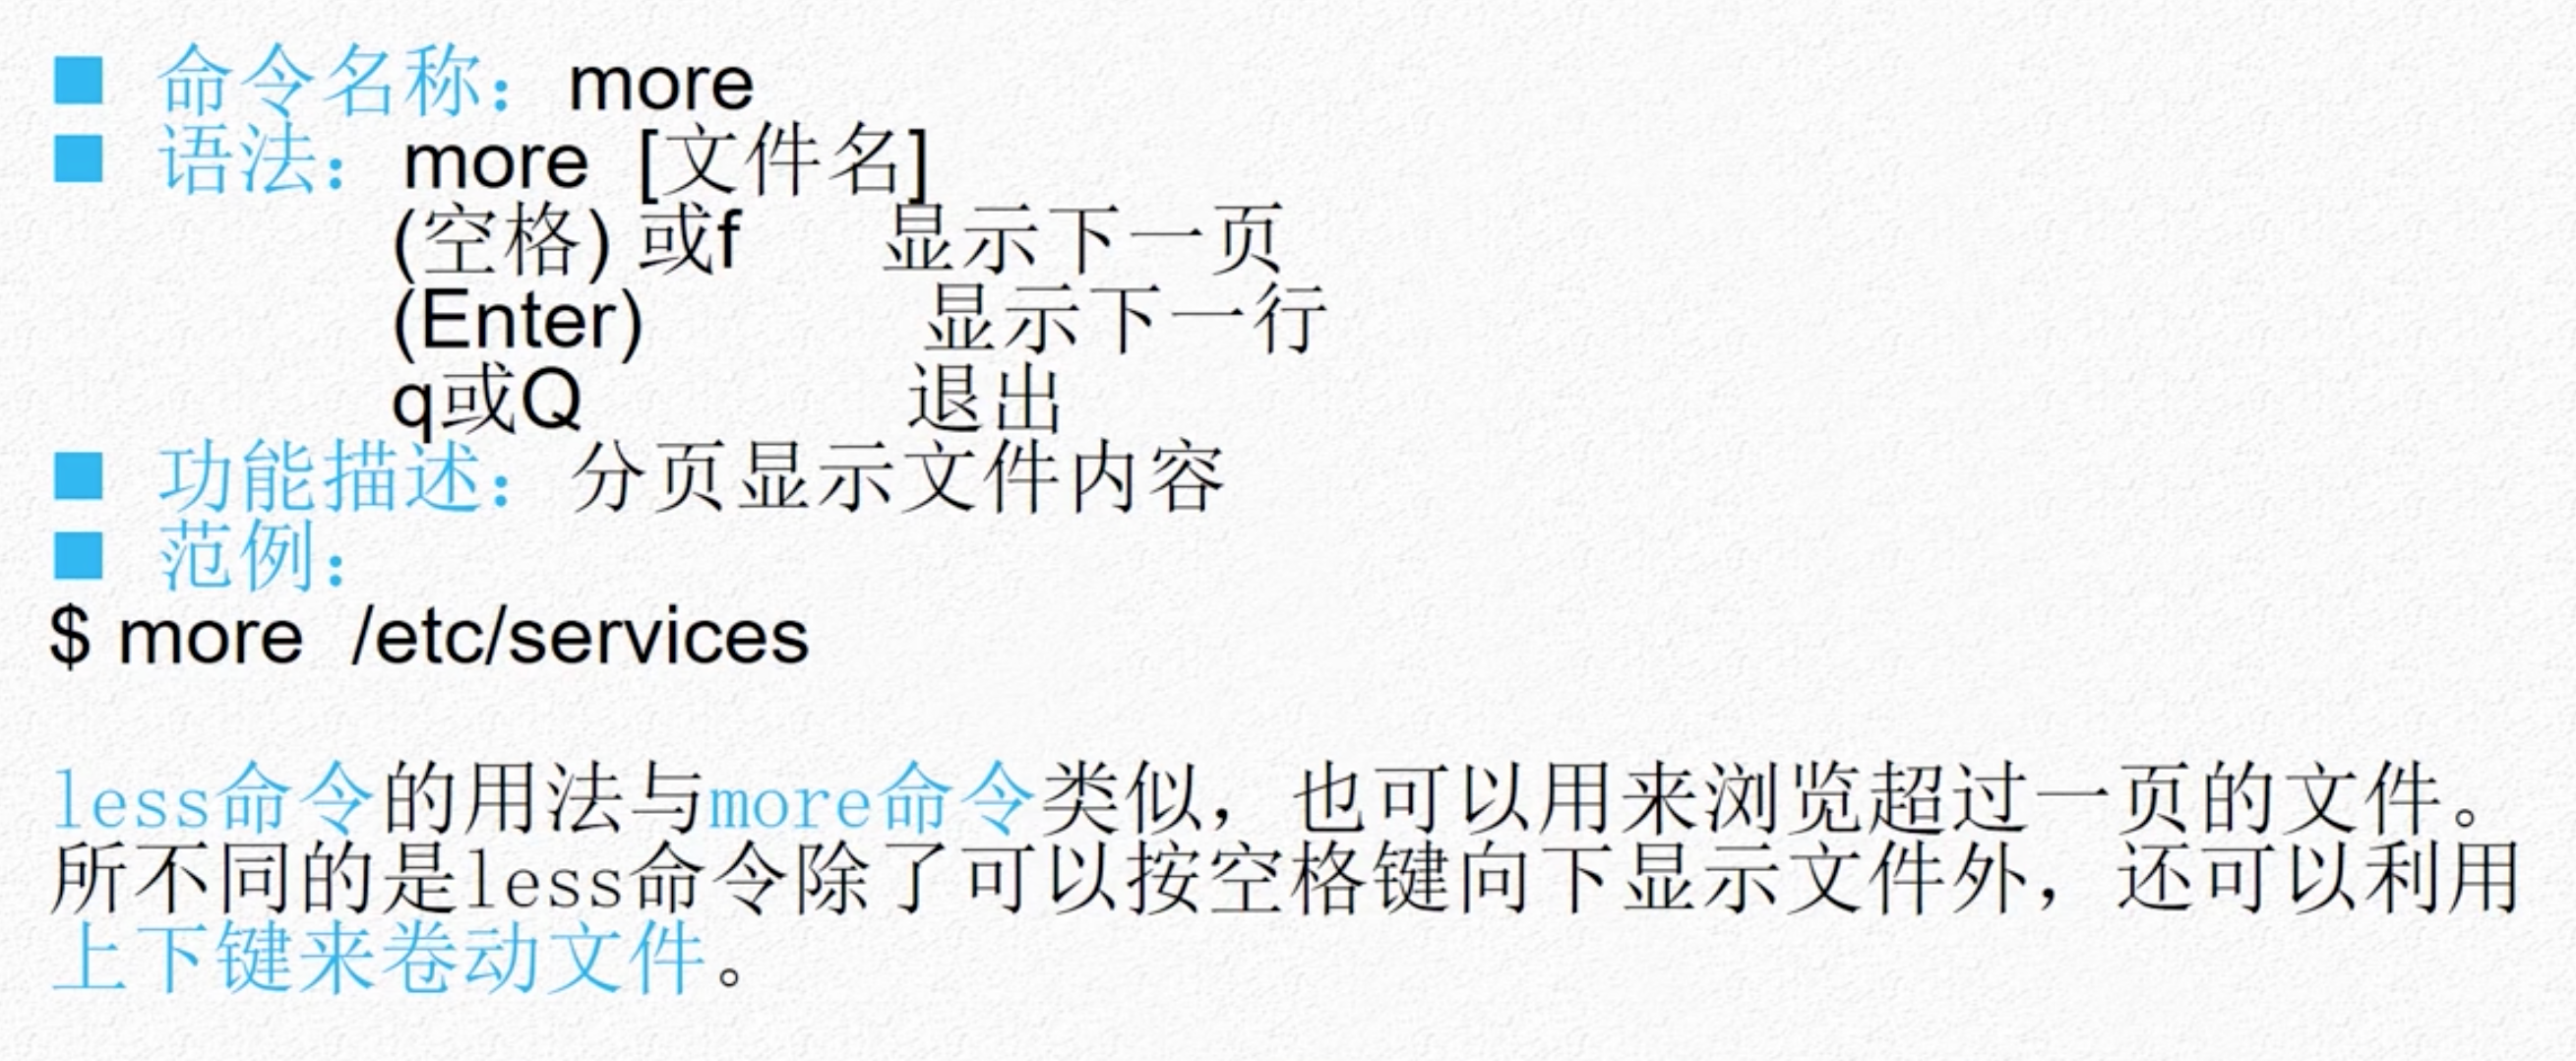 ■ 命令名称：more
■ 语法：more [文件名]
(空格) 或f 显示下一页
(Enter) 显示下一行
q或Q 退出
■ 功能描述：分页显示文件内容
■ 范例：
$ more /etc/services
less命令的用法与more命令类似，也可以用来浏览超过一页的文件。
所不同的是less命令除了可以按空格键向下显示文件外，还可以利用
上下键来卷动文件。